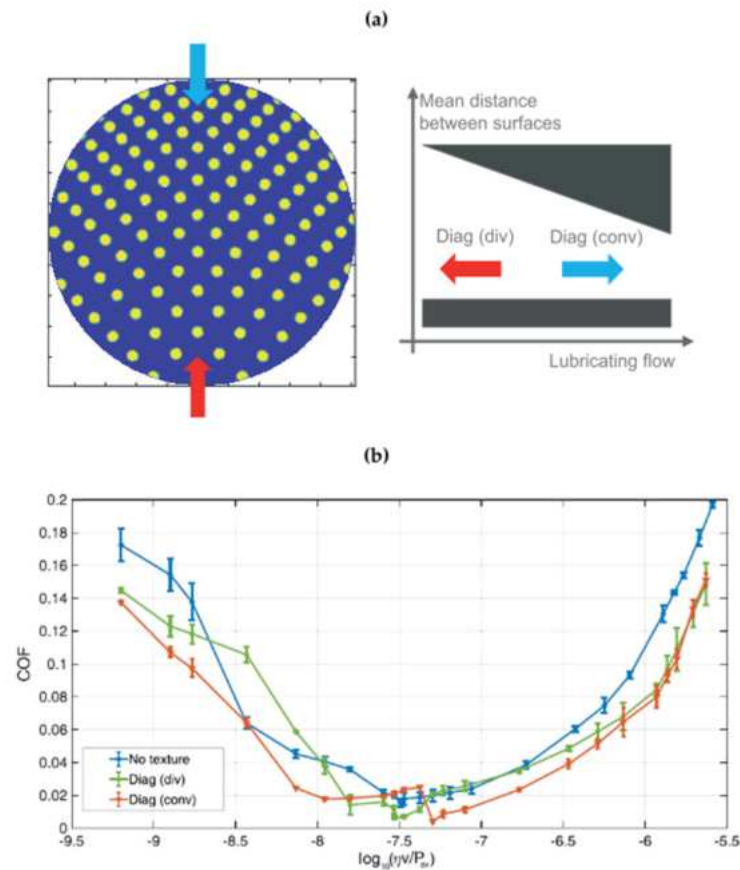 (a)
Mean distance
between surfaces
Diag (div)
Diag (conv)
Lubricating flow
(b)
0.2
0.18
0.16
0.14
0.12
0.1
0.08
0.06
0.04
0.02
0
COF
No texture
Diag (div)
Diag (conv)
-9.5
-9
-8.5
-8
-7.5
-7
-6.5
-6
-5.5
log₁₀(ηv/P